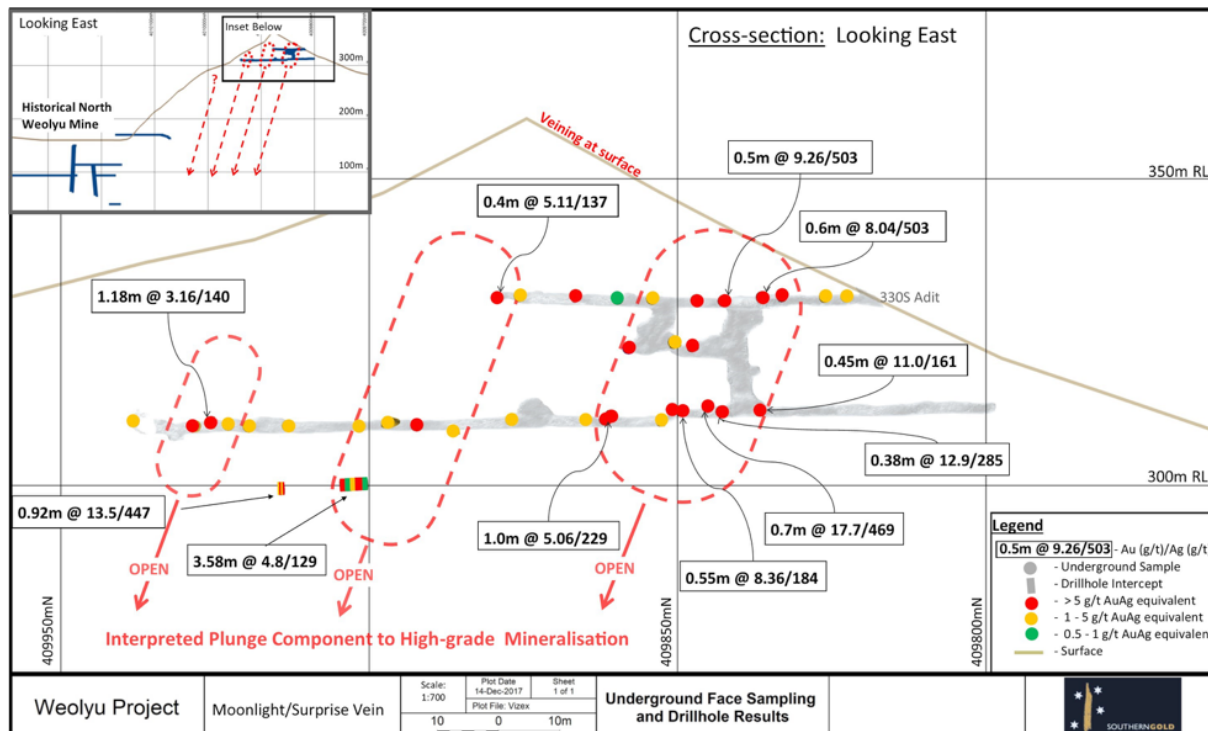 Looking East
Inset Below
300m
200m
100m
Historical North
Weolyu Mine
?
Cross-section: Looking East
Veining at surface
350m RL
0.5m @ 9.26/503
0.4m @ 5.11/137
0.6m @ 8.04/503
1.18m @ 3.16/140
330S Adit
0.45m @ 11.0/161
0.38m @ 12.9/285
300m RL
0.92m @ 13.5/447
3.58m @ 4.8/129
1.0m @ 5.06/229
0.7m @ 17.7/469
0.55m @ 8.36/184
OPEN
OPEN
OPEN
Interpreted Plunge Component to High-grade Mineralisation
409950mN
409850mN
409800mN
Legend
0.5m @ 9.26/503 - Au (g/t)/Ag (g/t
- Underground Sample
- Drillhole Intercept
- > 5 g/t AuAg equivalent
- 1 - 5 g/t AuAg equivalent
- 0.5 - 1 g/t AuAg equivalent
- Surface
Weolyu Project
Moonlight/Surprise Vein
Scale:
1:700
Plot Date
14-Dec-2017
Sheet
1 of 1
Plot File: Vizex
10 0 10m
Underground Face Sampling
and Drillhole Results
SOUTHERNGOLD